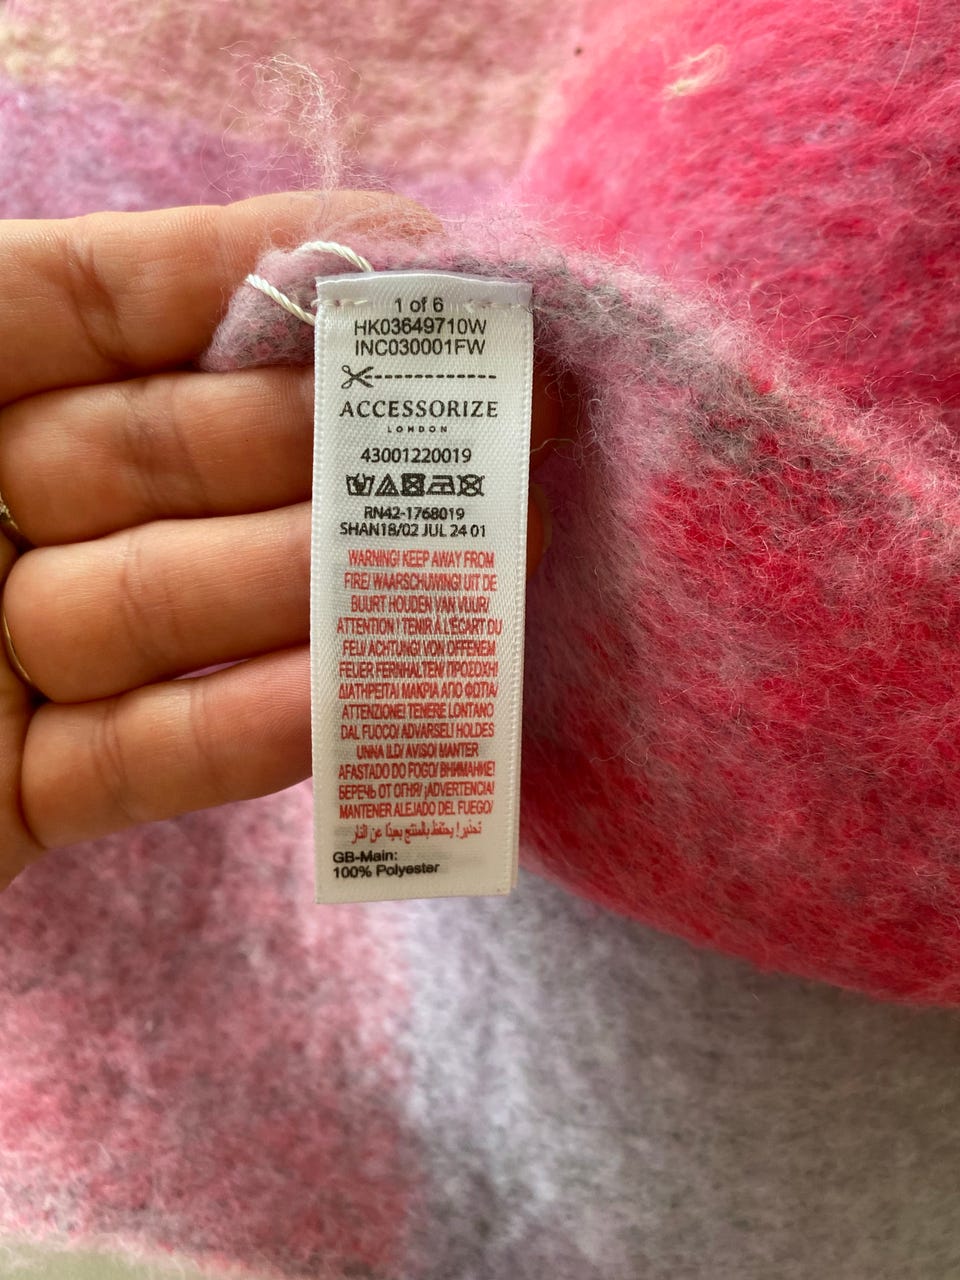 1 of 6
HK03649710W
INC030001FW
ACCESSORIZE
LONDON
43001220019
RN42-1768019
SHAN18/02 JUL 24 01
WARNING! KEEP AWAY FROM
FIRE/ WAARSCHUWING! UIT DE
BUURT HOUDEN VAN VUUR/
ATTENTION ! TENIR A L'ÉCART DU
FEU/ ACHTUNG! VON OFFENEM
FEUER FERNHALTEN/ ΠΡΟΣΟΧΗ!
ΔΙΑΤΗΡΕΙΤΑΙ ΜΑΚΡΙΑ ΑΠΟ ΦΩΤΙΑ/
ATTENZIONE! TENERE LONTANO
DAL FUOCO/ ADVARSEL! HOLDES
UNNA ILD/ AVISO! MANTER
AFASTADO DO FOGO/ ВНИМАНИЕ!
БЕРЕЧЬ ОТ ОГНЯ/ ¡ADVERTENCIA!
MANTENER ALEJADO DEL FUEGO/
تحذير! يحتفظ بالمنتج بعيدًا عن النار
GB-Main:
100% Polyester